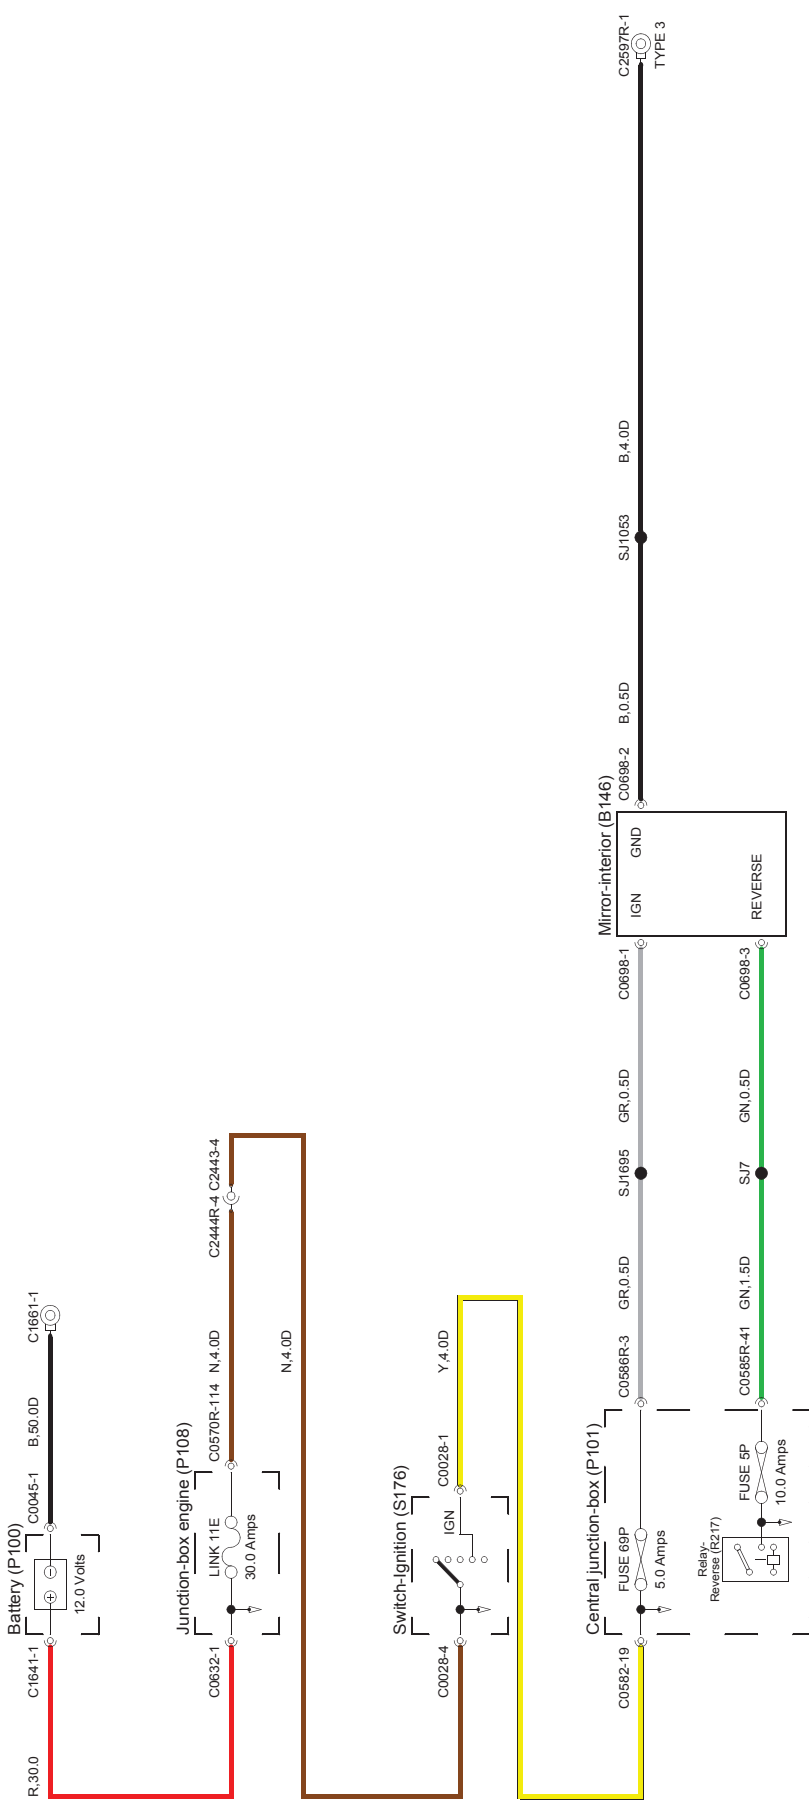 Battery (P100)
C1641-1
C0045-1
C1661-1
R,30.0
B,50.0D
12.0 Volts
Junction-box engine (P108)
C0632-1
LINK 11E
30.0 Amps
C0570R-114
N,4.0D
C2444R-4
C2443-4
N,4.0D
Switch-Ignition (S176)
C0028-4
IGN
C0028-1
Y,4.0D
Central junction-box (P101)
C0582-19
FUSE 69P
5.0 Amps
C0586R-3
GR,0.5D
SJ1695
GR,0.5D
C0698-1
Mirror-interior (B146)
IGN
GND
REVERSE
C0698-2
B,0.5D
SJ1053
B,4.0D
C2597R-1
TYPE 3
Relay-
Reverse (R217)
FUSE 5P
10.0 Amps
C0585R-41
GN,1.5D
SJ7
GN,0.5D
C0698-3